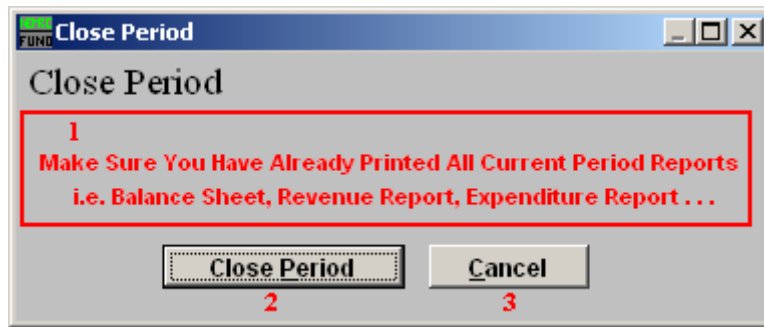 FUND Close Period
Close Period
1
Make Sure You Have Already Printed All Current Period Reports
i.e. Balance Sheet, Revenue Report, Expenditure Report . . .
Close Period Cancel
2 3